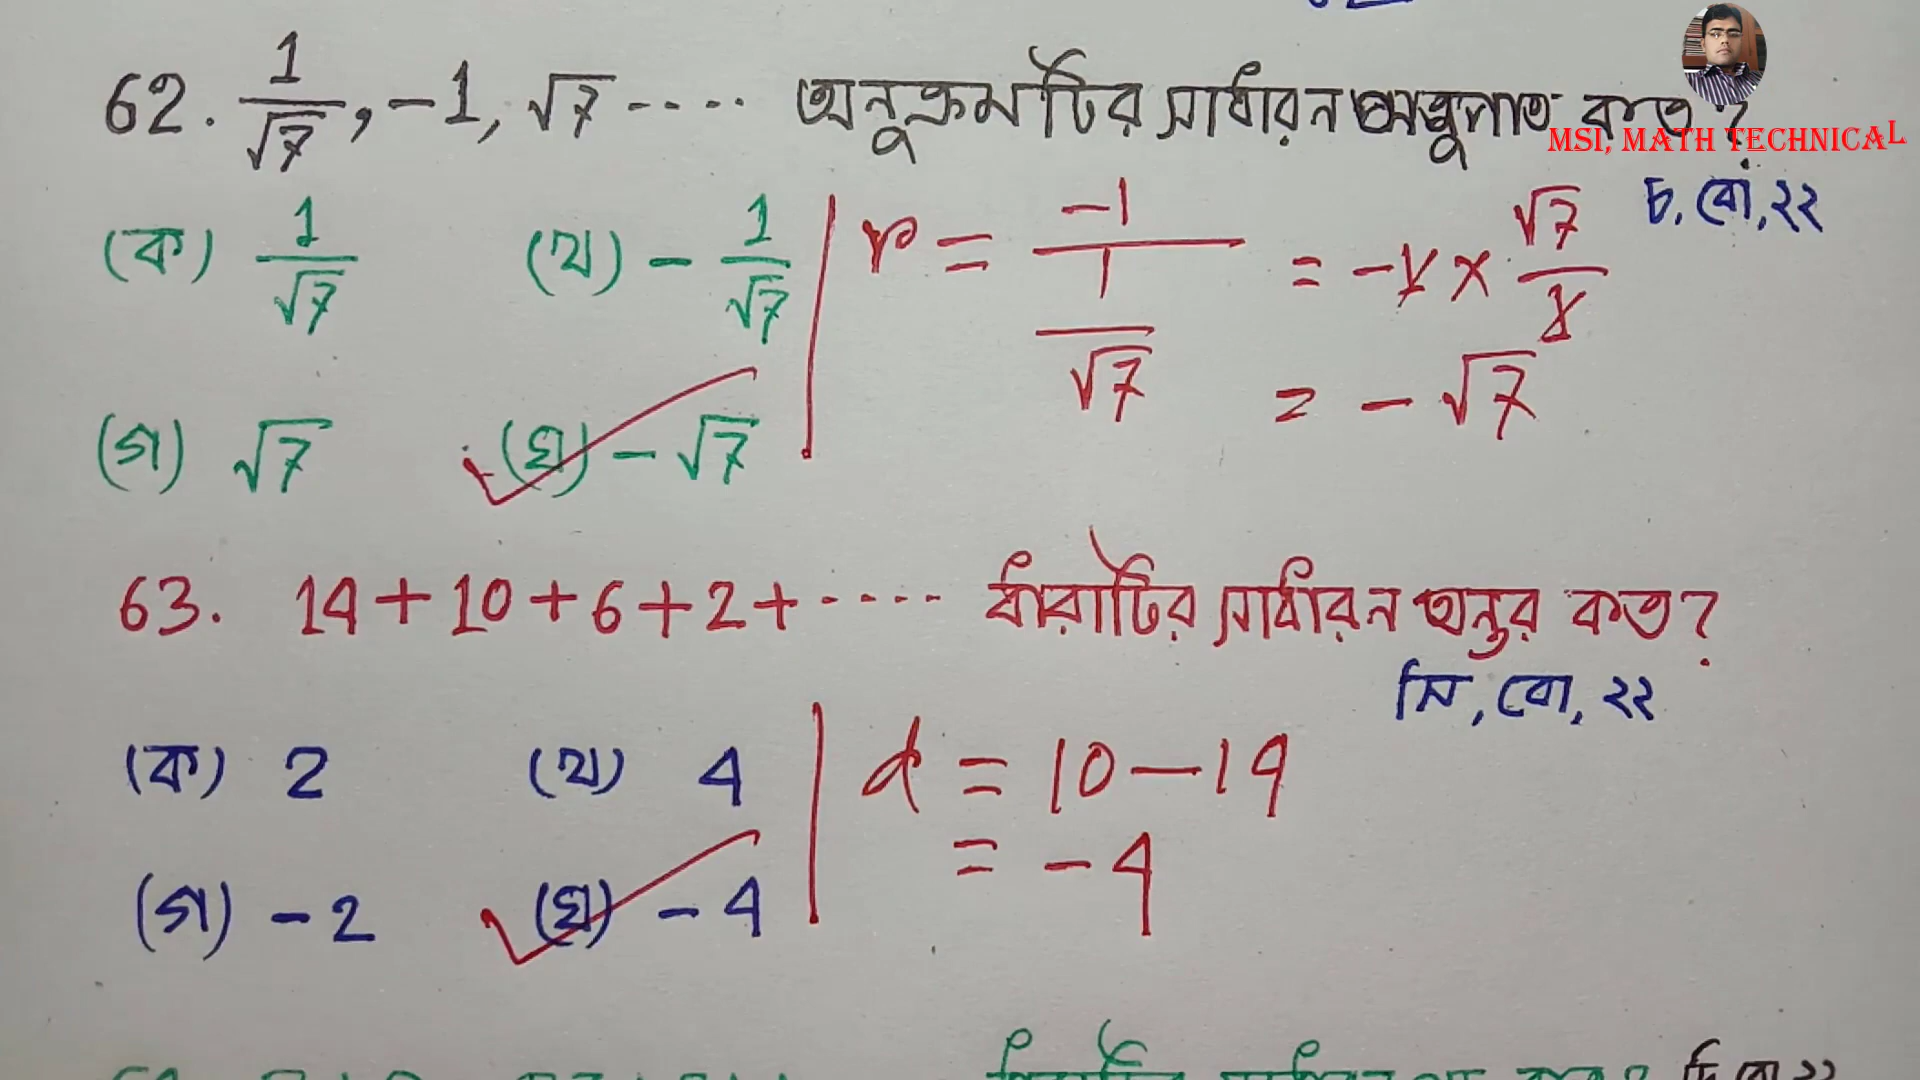 62. 1/√7, -1, √7 ---- অনুক্রমটির সাধারন অনুপাত কত?
MSI, MATH TECHNICAL
চ. বো, ২২
(ক) 1/√7 (খ) - 1/√7
r = -1/(1/√7) = -1 × √7/1
= -√7
(গ) √7 (ঘ) -√7
63. 14+10+6+2+ ---- ধারাটির সাধারন অন্তর কত?
সি, বো, ২২
(ক) 2 (খ) 4
d = 10-14
= -4
(গ) -2 (ঘ) -4